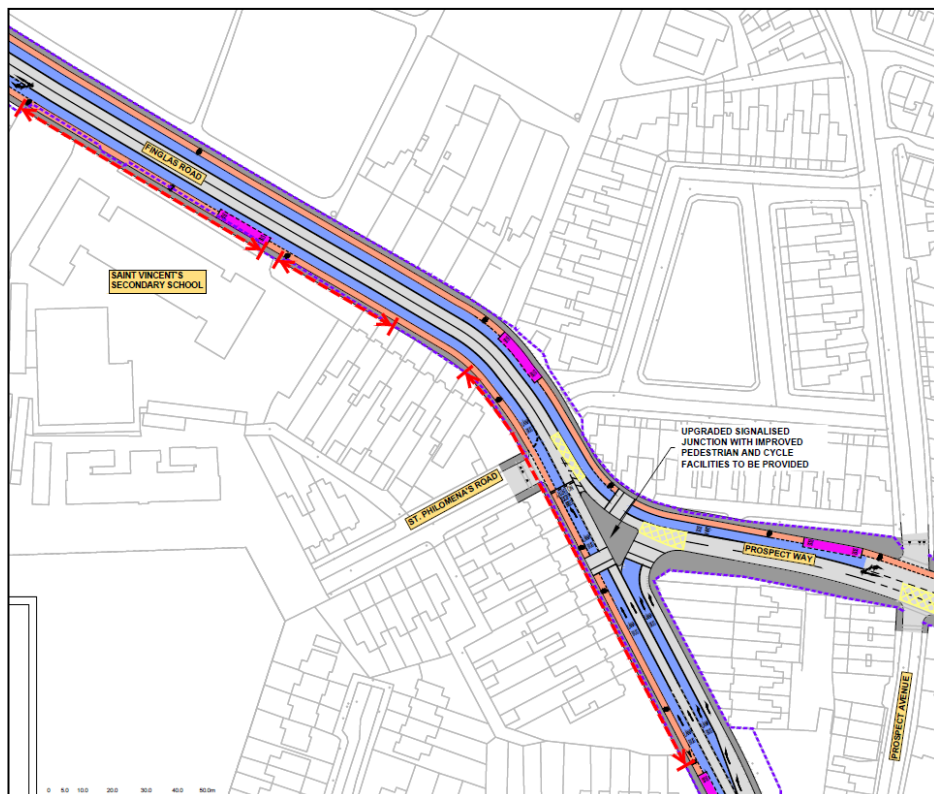 FINGLAS ROAD
SAINT VINCENT'S
SECONDARY SCHOOL
UPGRADED SIGNALISED
JUNCTION WITH IMPROVED
PEDESTRIAN AND CYCLE
FACILITIES TO BE PROVIDED
ST. PHILOMENA'S ROAD
PROSPECT WAY
PROSPECT AVENUE
0 5.0 10.0 20.0 30.0 40.0 50.0m